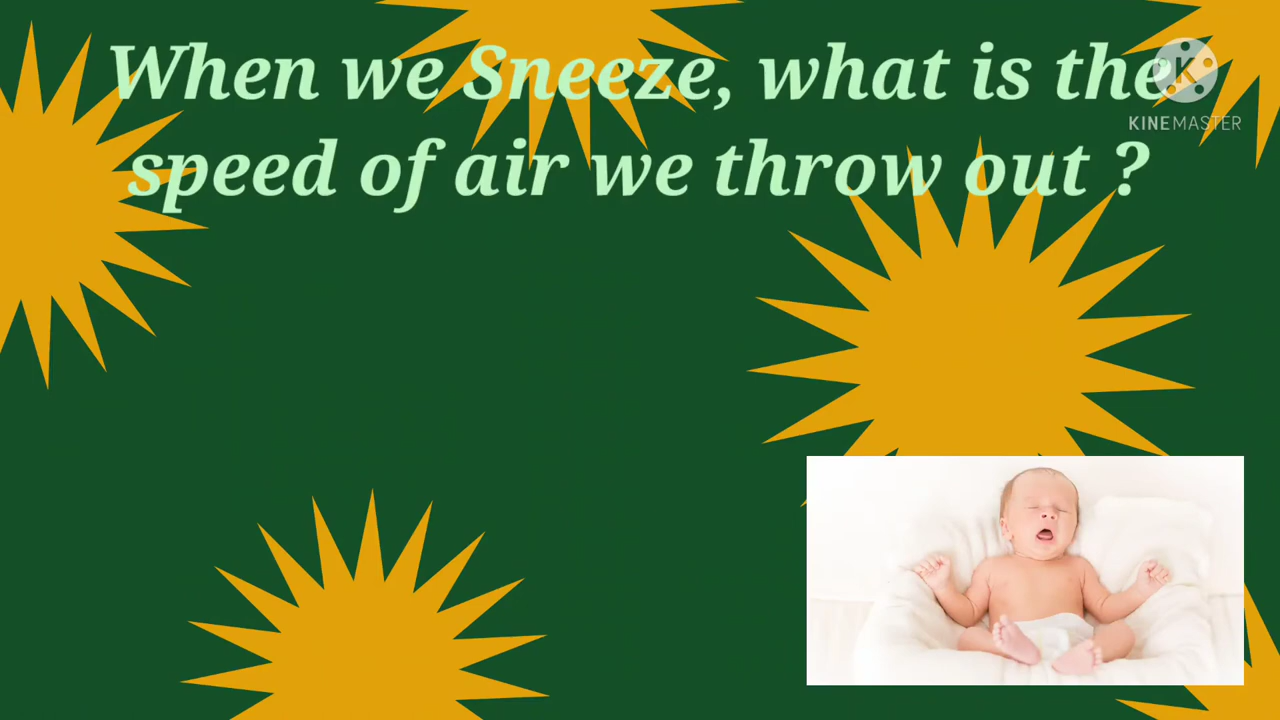 When we Sneeze, what is the
speed of air we throw out ?
KINEMASTER